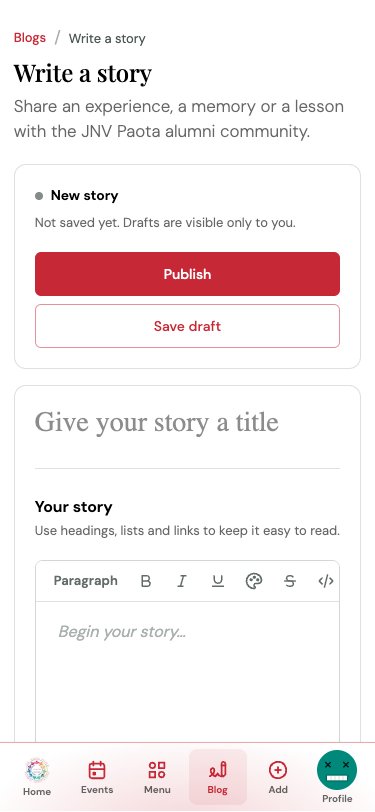 Blogs / Write a story
Write a story
Share an experience, a memory or a lesson
with the JNV Paota alumni community.
New story
Not saved yet. Drafts are visible only to you.
Publish
Save draft
Give your story a title
Your story
Use headings, lists and links to keep it easy to read.
Paragraph B I U S </>
Begin your story...
Home Events Menu Blog Add Profile